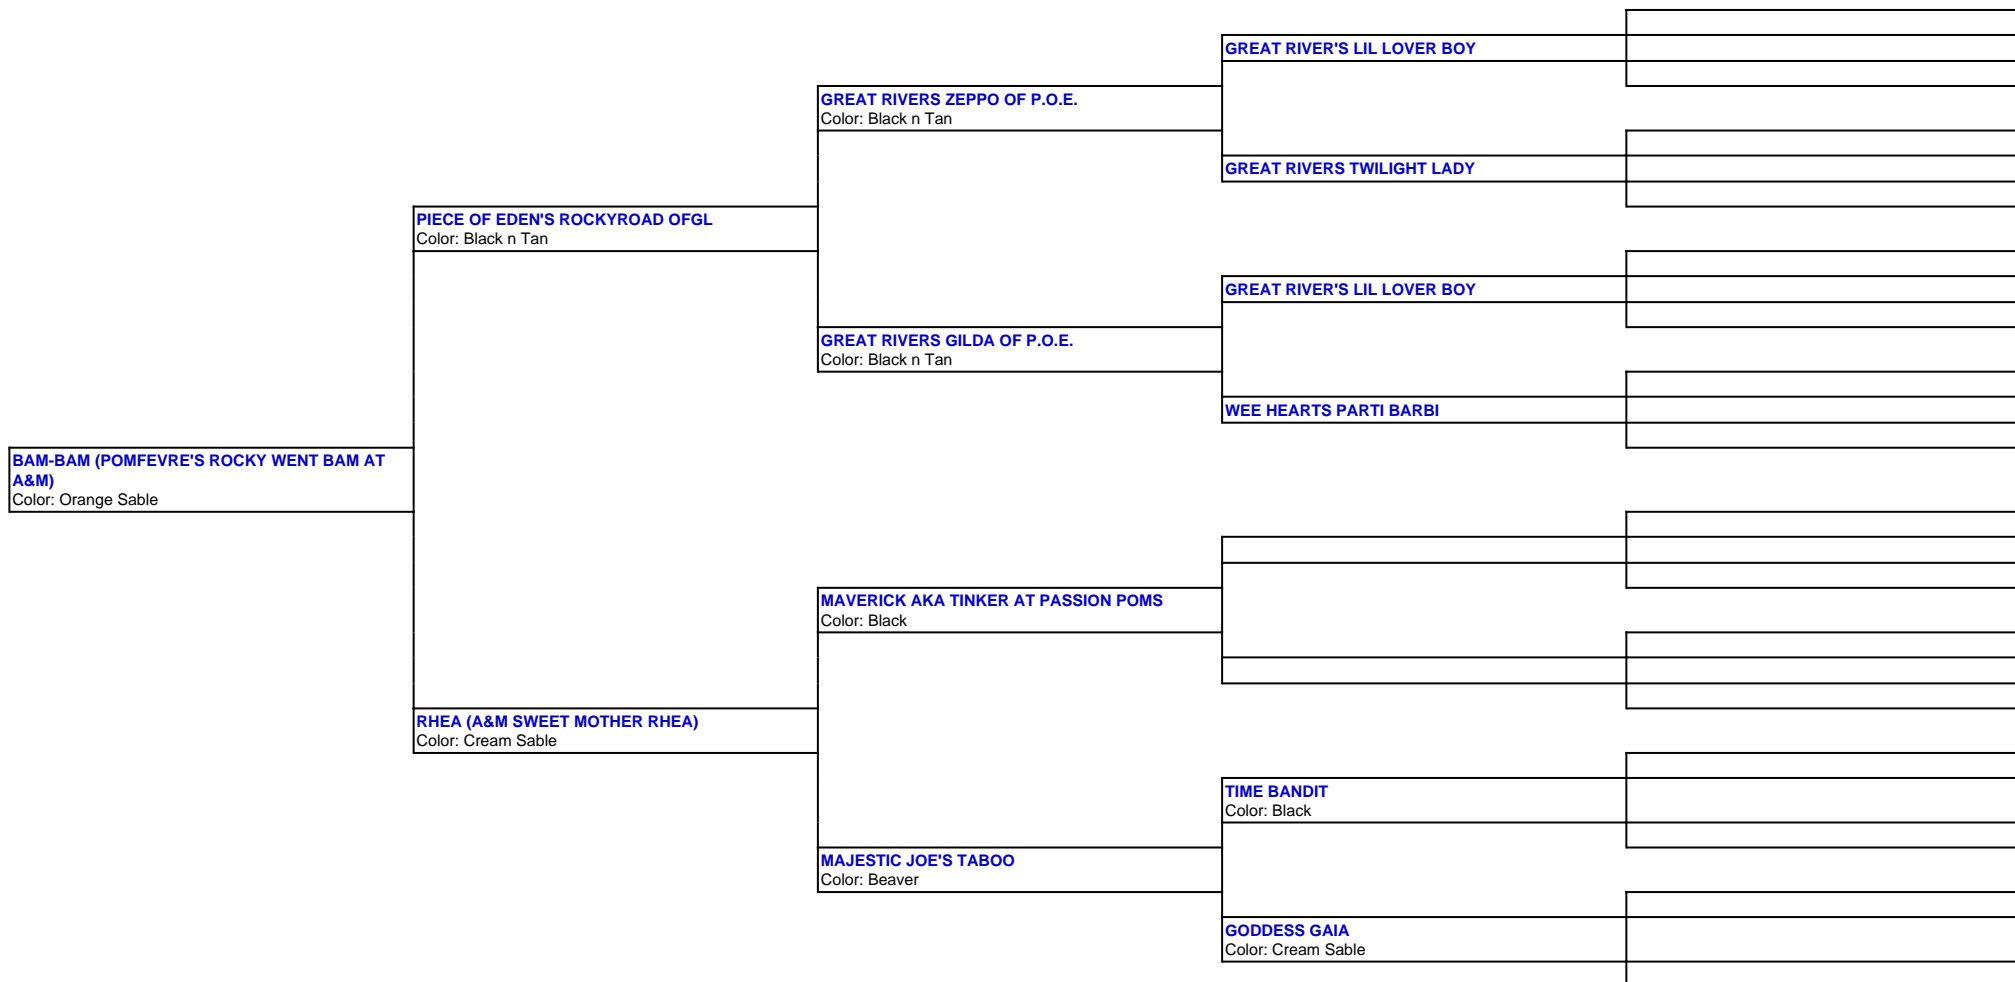 GREAT RIVER'S LIL LOVER BOY
GREAT RIVERS ZEPPO OF P.O.E.
Color: Black n Tan
GREAT RIVERS TWILIGHT LADY
PIECE OF EDEN'S ROCKYROAD OFGL
Color: Black n Tan
GREAT RIVER'S LIL LOVER BOY
GREAT RIVERS GILDA OF P.O.E.
Color: Black n Tan
WEE HEARTS PARTI BARBI
BAM-BAM (POMFEVRE'S ROCKY WENT BAM AT
A&M)
Color: Orange Sable
MAVERICK AKA TINKER AT PASSION POMS
Color: Black
RHEA (A&M SWEET MOTHER RHEA)
Color: Cream Sable
TIME BANDIT
Color: Black
MAJESTIC JOE'S TABOO
Color: Beaver
GODDESS GAIA
Color: Cream Sable